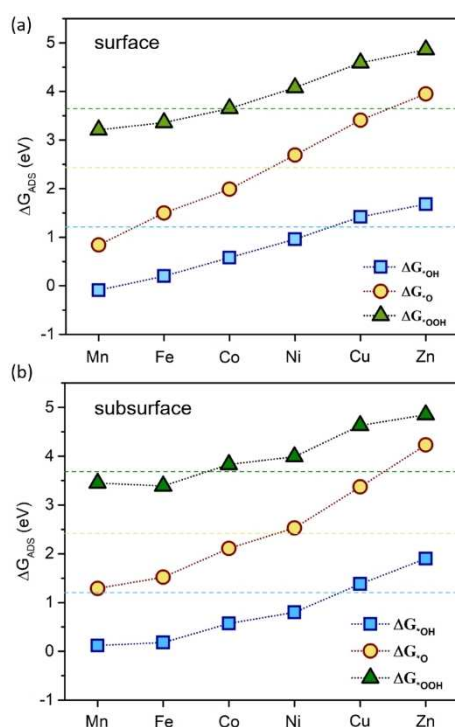 (a)
surface
5
4
3
2
1
0
-1
ΔG_ADS (eV)
ΔG*OH
ΔG*O
ΔG*OOH
Mn Fe Co Ni Cu Zn
(b)
subsurface
5
4
3
2
1
0
-1
ΔG_ADS (eV)
ΔG*OH
ΔG*O
ΔG*OOH
Mn Fe Co Ni Cu Zn